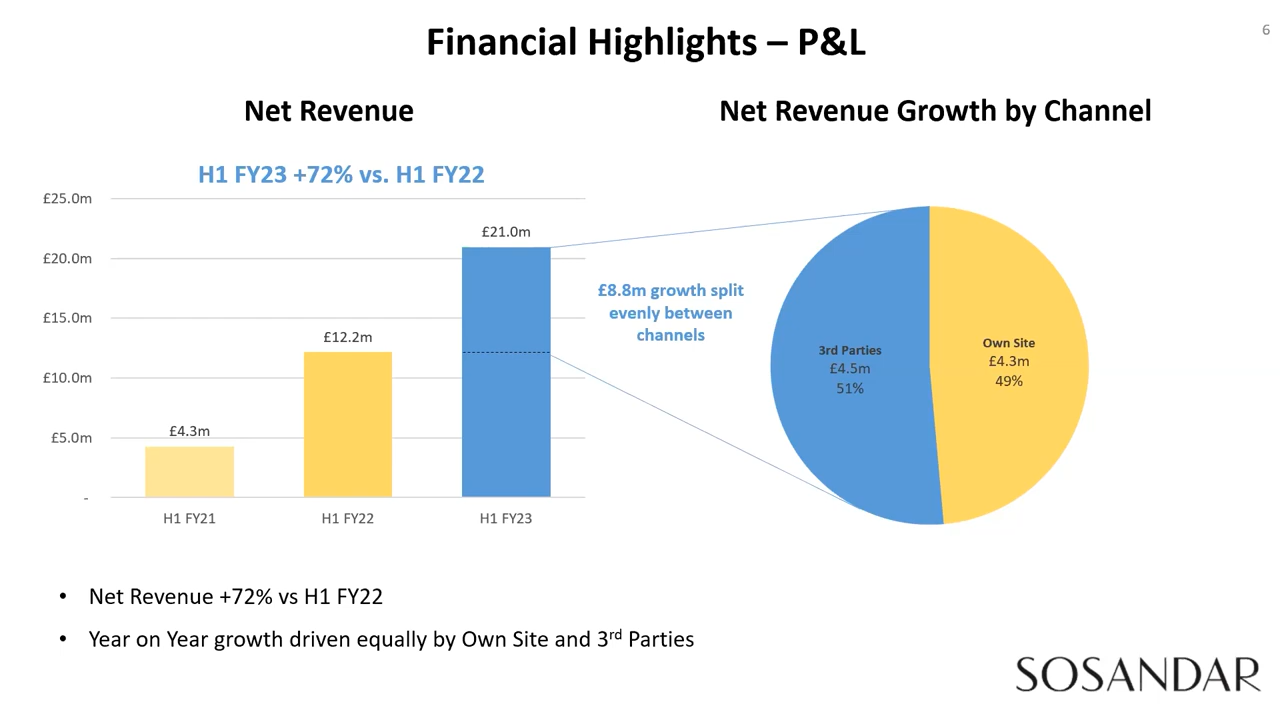 Financial Highlights – P&L
6
Net Revenue
H1 FY23 +72% vs. H1 FY22
£25.0m
£20.0m
£15.0m
£10.0m
£5.0m
-
£4.3m
£12.2m
£21.0m
H1 FY21
H1 FY22
H1 FY23
£8.8m growth split
evenly between
channels
Net Revenue Growth by Channel
3rd Parties
£4.5m
51%
Own Site
£4.3m
49%
• Net Revenue +72% vs H1 FY22
• Year on Year growth driven equally by Own Site and 3rd Parties
SOSANDAR